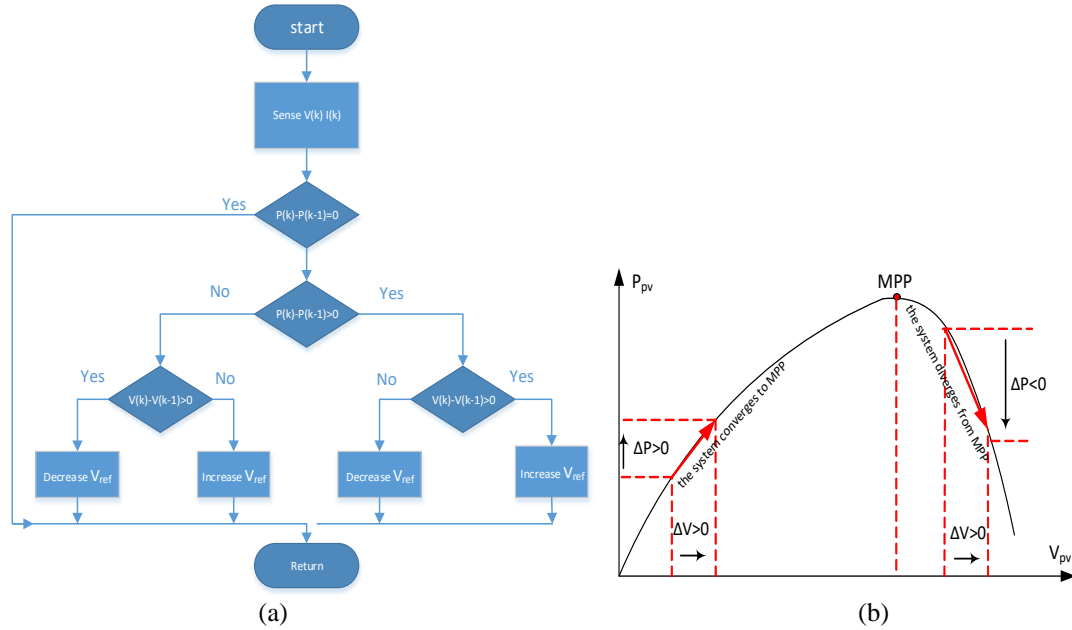 start
Sense V(k) I(k)
Yes
P(k)-P(k-1)=0
No
Yes
P(k)-P(k-1)>0
Yes
No
No
Yes
V(k)-V(k-1)>0
V(k)-V(k-1)>0
Decrease Vref
Increase Vref
Decrease Vref
Increase Vref
Return
(a)
Ppv
MPP
the system converges to MPP
the system diverges from MPP
ΔP>0
ΔP<0
ΔV>0
ΔV>0
Vpv
(b)